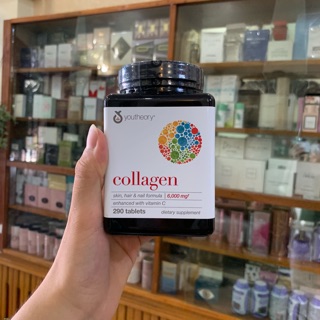 youtheory®
collagen
skin, hair & nail formula | 6,000 mg†
enhanced with vitamin C
290 tablets dietary supplement